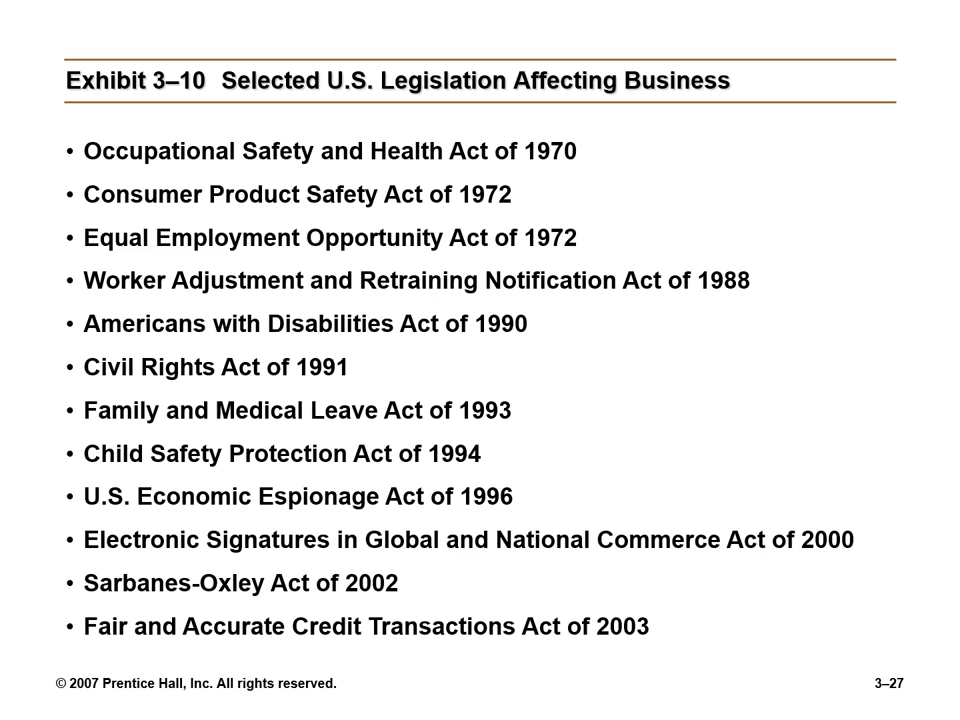 Exhibit 3–10 Selected U.S. Legislation Affecting Business
• Occupational Safety and Health Act of 1970
• Consumer Product Safety Act of 1972
• Equal Employment Opportunity Act of 1972
• Worker Adjustment and Retraining Notification Act of 1988
• Americans with Disabilities Act of 1990
• Civil Rights Act of 1991
• Family and Medical Leave Act of 1993
• Child Safety Protection Act of 1994
• U.S. Economic Espionage Act of 1996
• Electronic Signatures in Global and National Commerce Act of 2000
• Sarbanes-Oxley Act of 2002
• Fair and Accurate Credit Transactions Act of 2003
© 2007 Prentice Hall, Inc. All rights reserved.
3–27